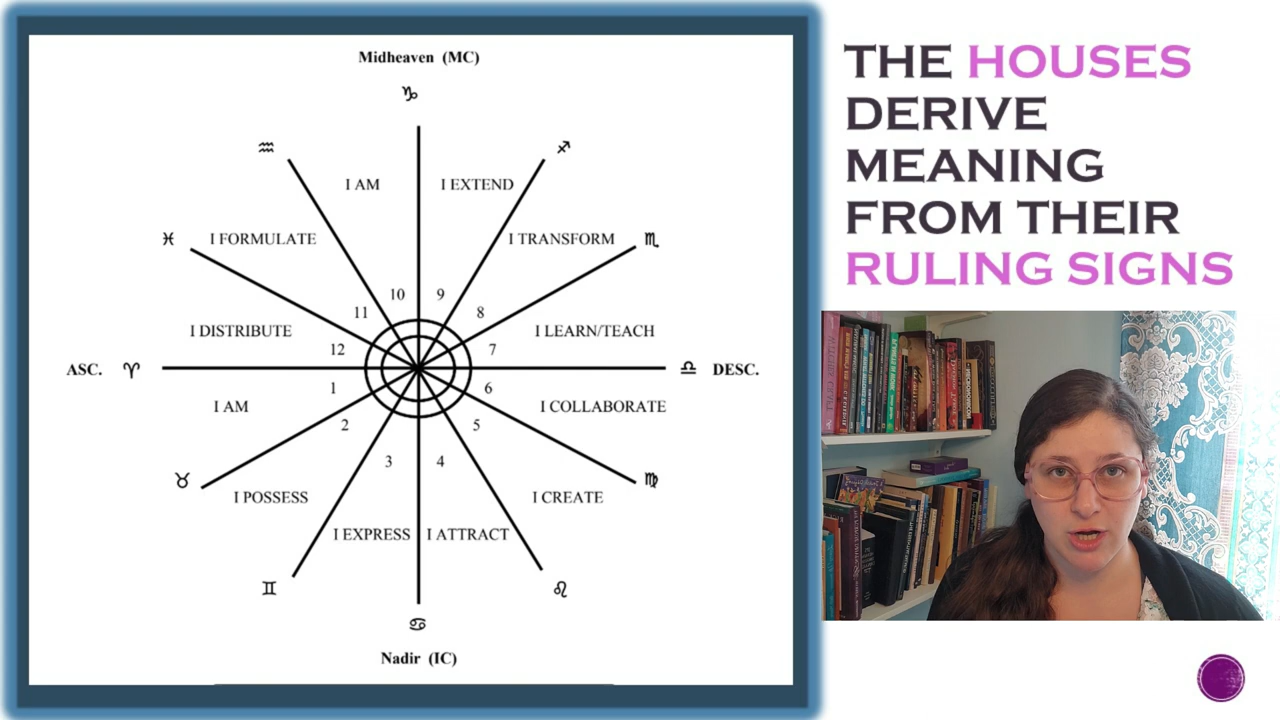 Midheaven (MC)
♑
♒
♐
I AM
I EXTEND
♓
I FORMULATE
I TRANSFORM
♏
10
9
11
8
I DISTRIBUTE
I LEARN/TEACH
12
7
ASC.
♈
♎
DESC.
1
6
I AM
I COLLABORATE
2
5
3
4
♉
♍
I POSSESS
I CREATE
I EXPRESS
I ATTRACT
♊
♌
♋
Nadir (IC)
THE HOUSES
DERIVE
MEANING
FROM THEIR
RULING SIGNS